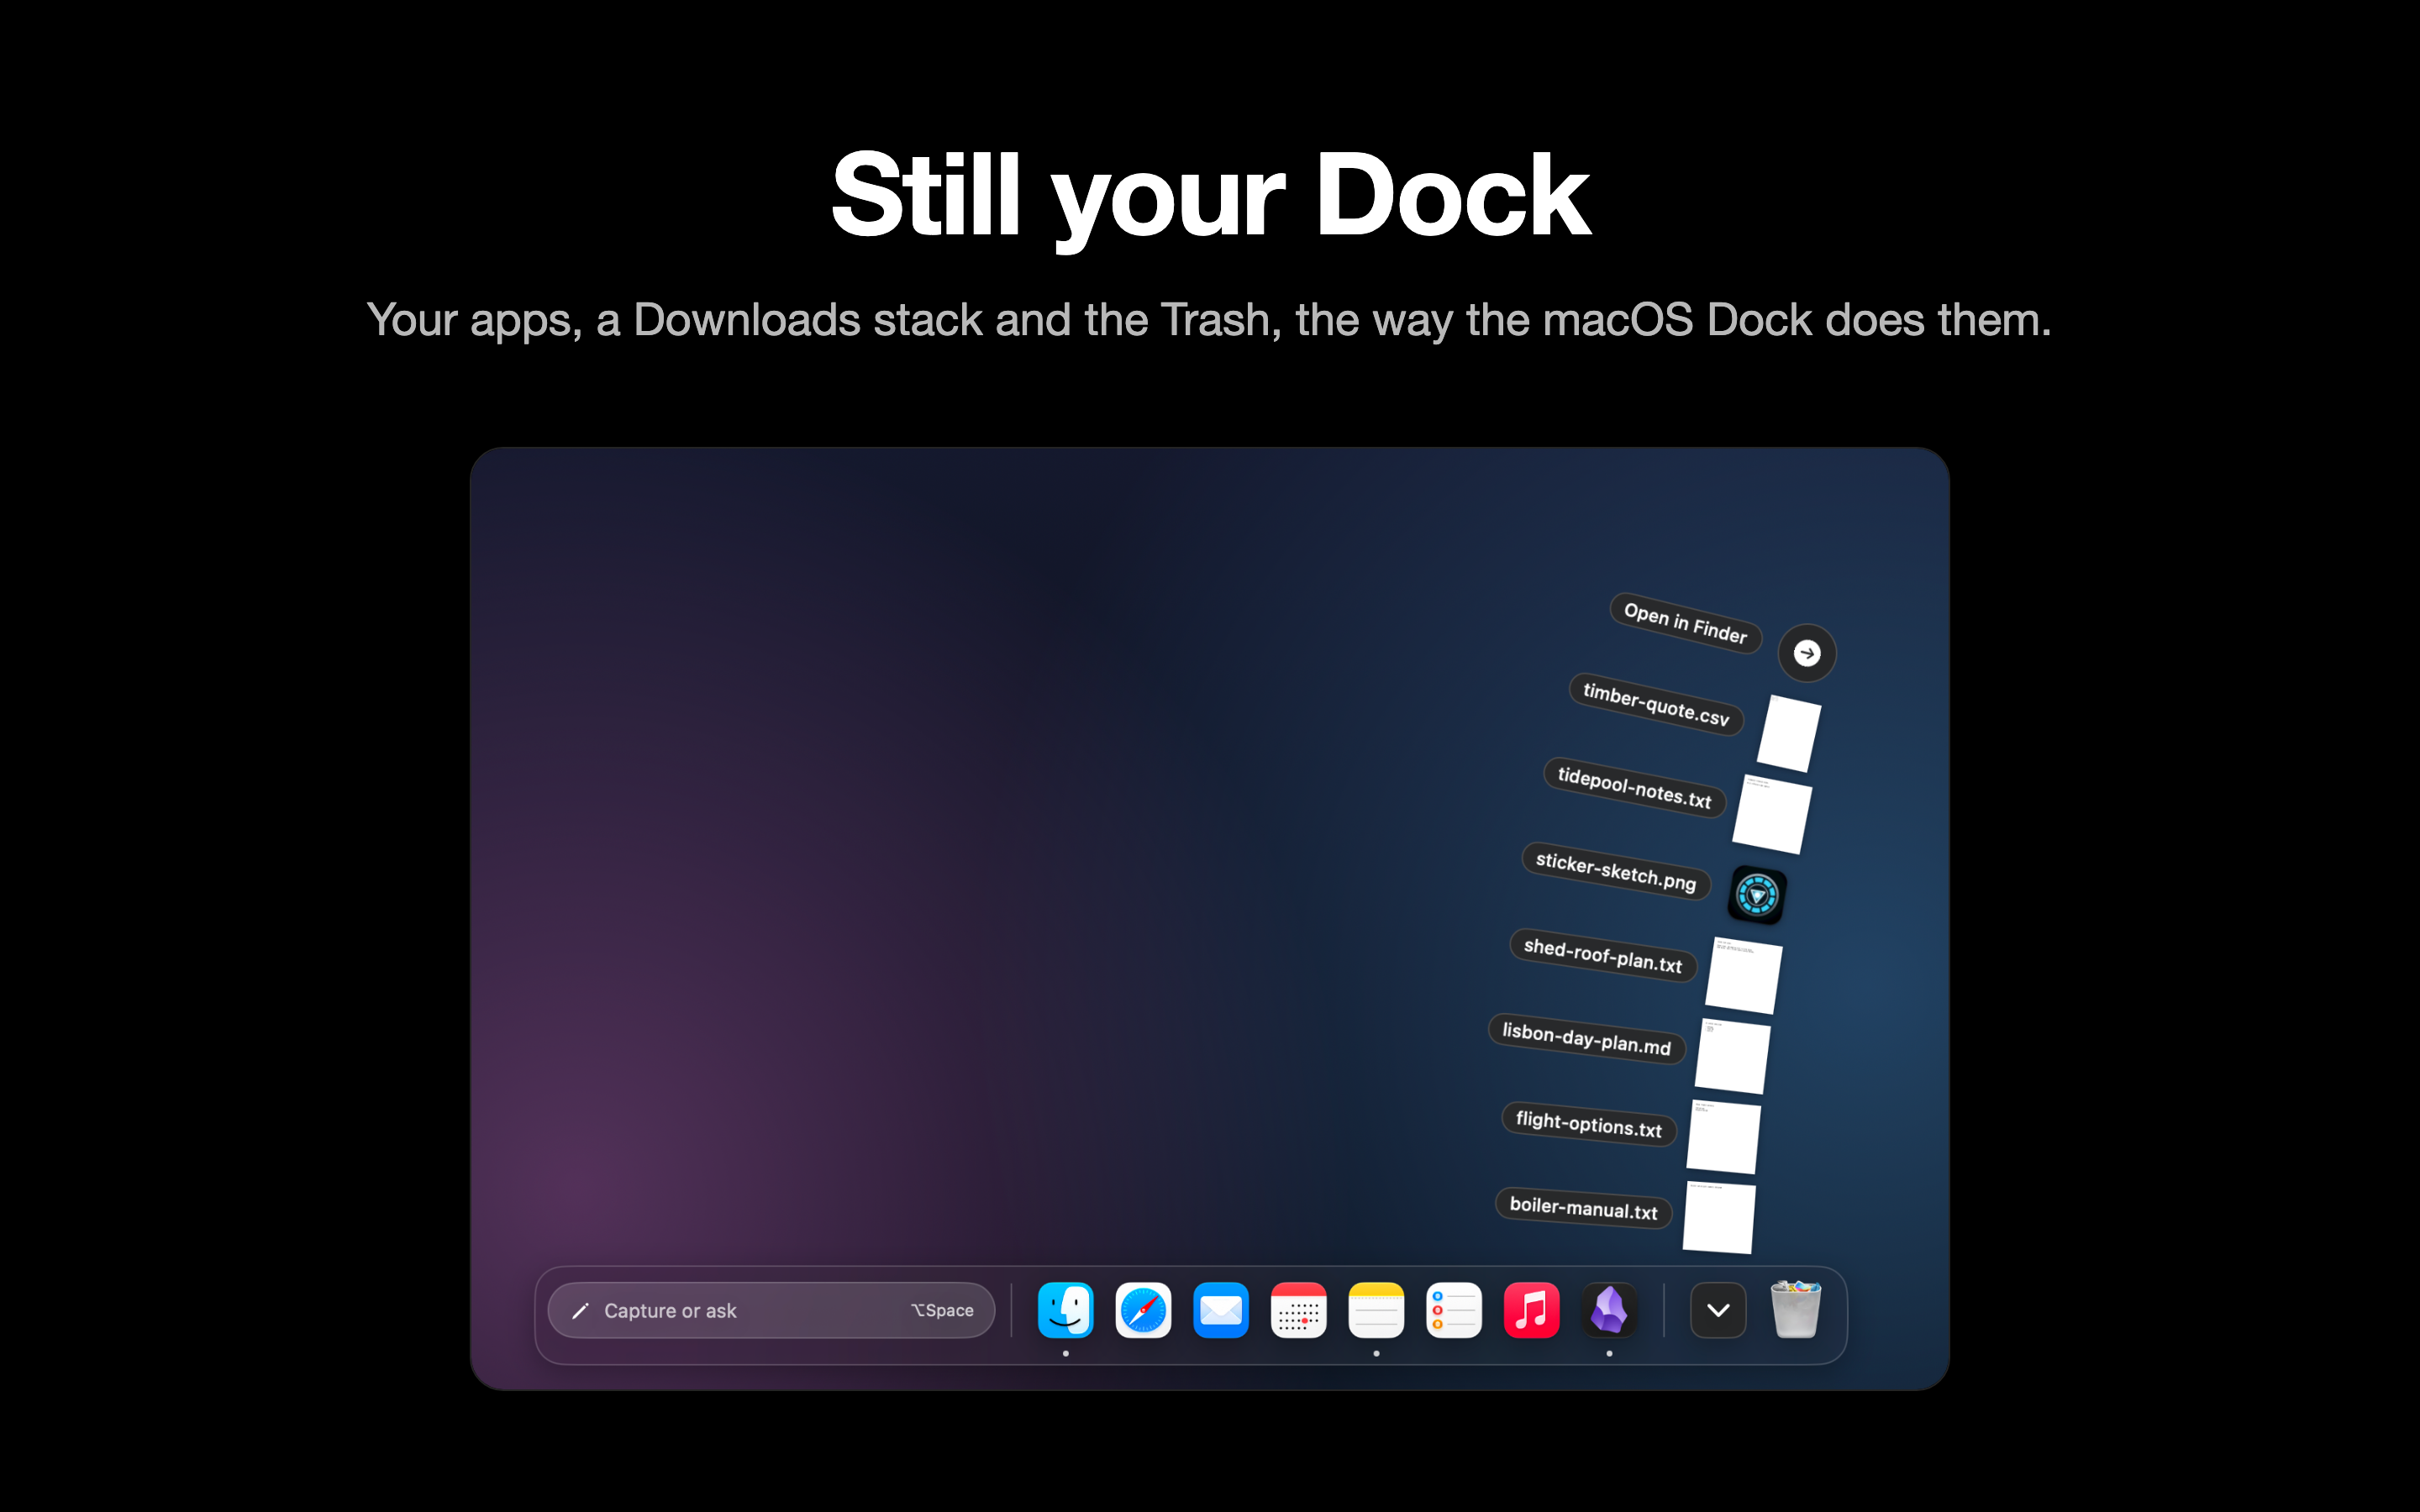 Still your Dock
Your apps, a Downloads stack and the Trash, the way the macOS Dock does them.
Open in Finder
timber-quote.csv
tidepool-notes.txt
sticker-sketch.png
shed-roof-plan.txt
lisbon-day-plan.md
flight-options.txt
boiler-manual.txt
Capture or ask ⌥Space